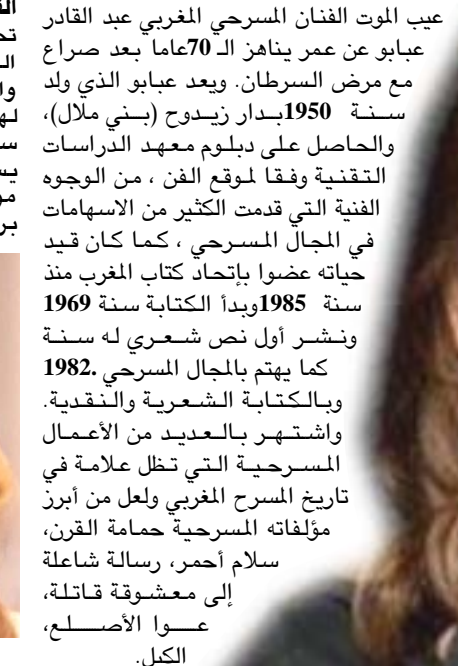 عيب الموت الفنان المسرحي المغربي عبد القادر
عبابو عن عمر يناهز الـ 70عاما بعد صراع
مع مرض السرطان. ويعد عبابو الذي ولد
سنة 1950بدار زيدوح (بني ملال)،
والحاصل على دبلوم معهد الدراسات
التقنية وفقا لموقع الفن ، من الوجوه
الفنية التي قدمت الكثير من الاسهامات
في المجال المسرحي ، كما كان قيد
حياته عضوا بإتحاد كتاب المغرب منذ
سنة 1985وبدأ الكتابة سنة 1969
ونشر أول نص شعري له سنة
1982. كما يهتم بالمجال المسرحي
وبالكتابة الشعرية والنقدية.
واشتهر بالعديد من الأعمال
المسرحية التي تظل علامة في
تاريخ المسرح المغربي ولعل من أبرز
مؤلفاته المسرحية حمامة القرن،
سلام أحمر، رسالة شاعلة
إلى معشوقة قاتلة،
عوا الأصلع،
الكبل.